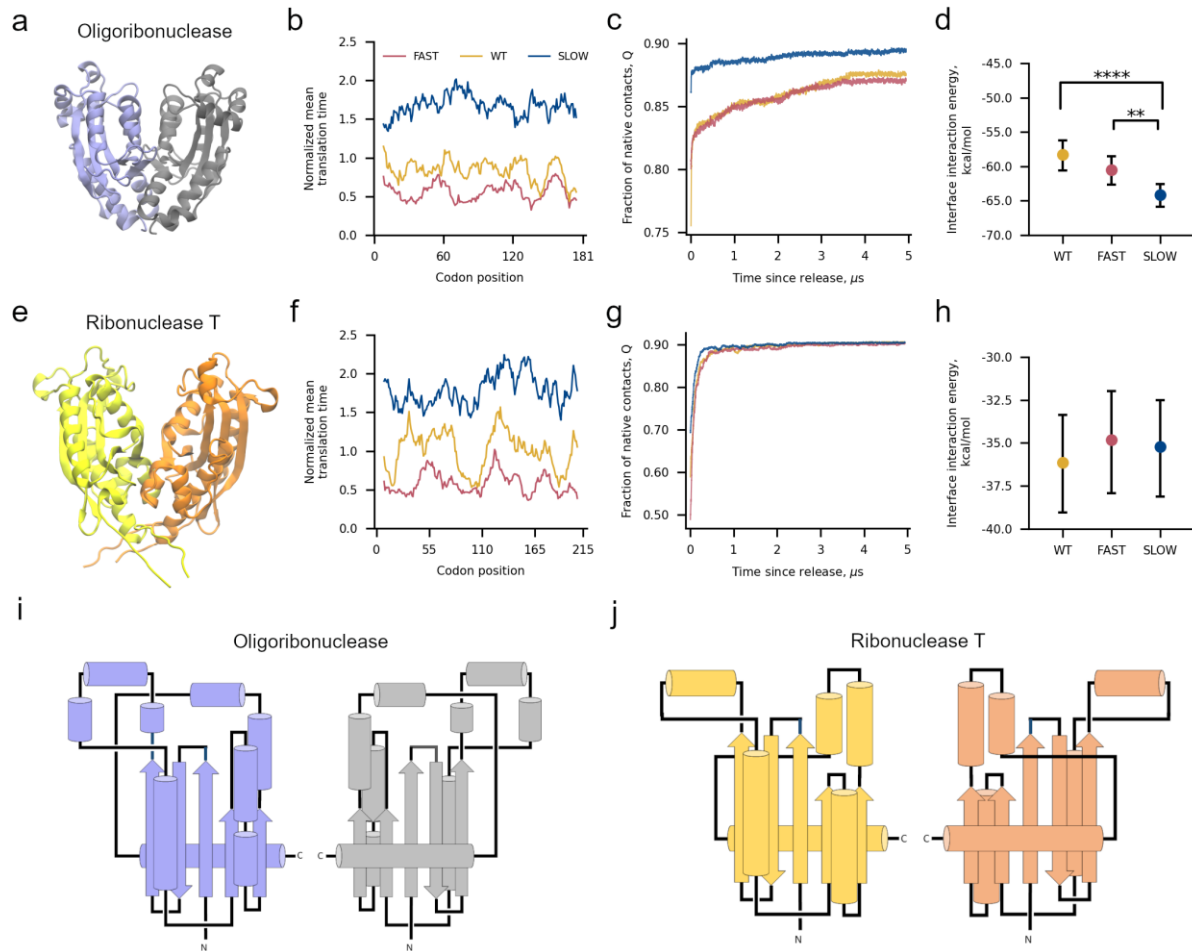 a
Oligoribonuclease
b
Normalized mean
translation time
2.5
2.0
1.5
1.0
0.5
0.0
FAST WT SLOW
0 60 120 181
Codon position
c
Fraction of native contacts, Q
0.90
0.85
0.80
0.75
0 1 2 3 4 5
Time since release, μs
d
Interface interaction energy,
kcal/mol
-45.0
-50.0
-55.0
-60.0
-65.0
-70.0
****
**
WT FAST SLOW
e
Ribonuclease T
f
Normalized mean
translation time
2.5
2.0
1.5
1.0
0.5
0.0
0 55 110 165 215
Codon position
g
Fraction of native contacts, Q
0.90
0.80
0.70
0.60
0.50
0 1 2 3 4 5
Time since release, μs
h
Interface interaction energy,
kcal/mol
-30.0
-32.5
-35.0
-37.5
-40.0
WT FAST SLOW
i
Oligoribonuclease
C C
N
j
Ribonuclease T
C C
N